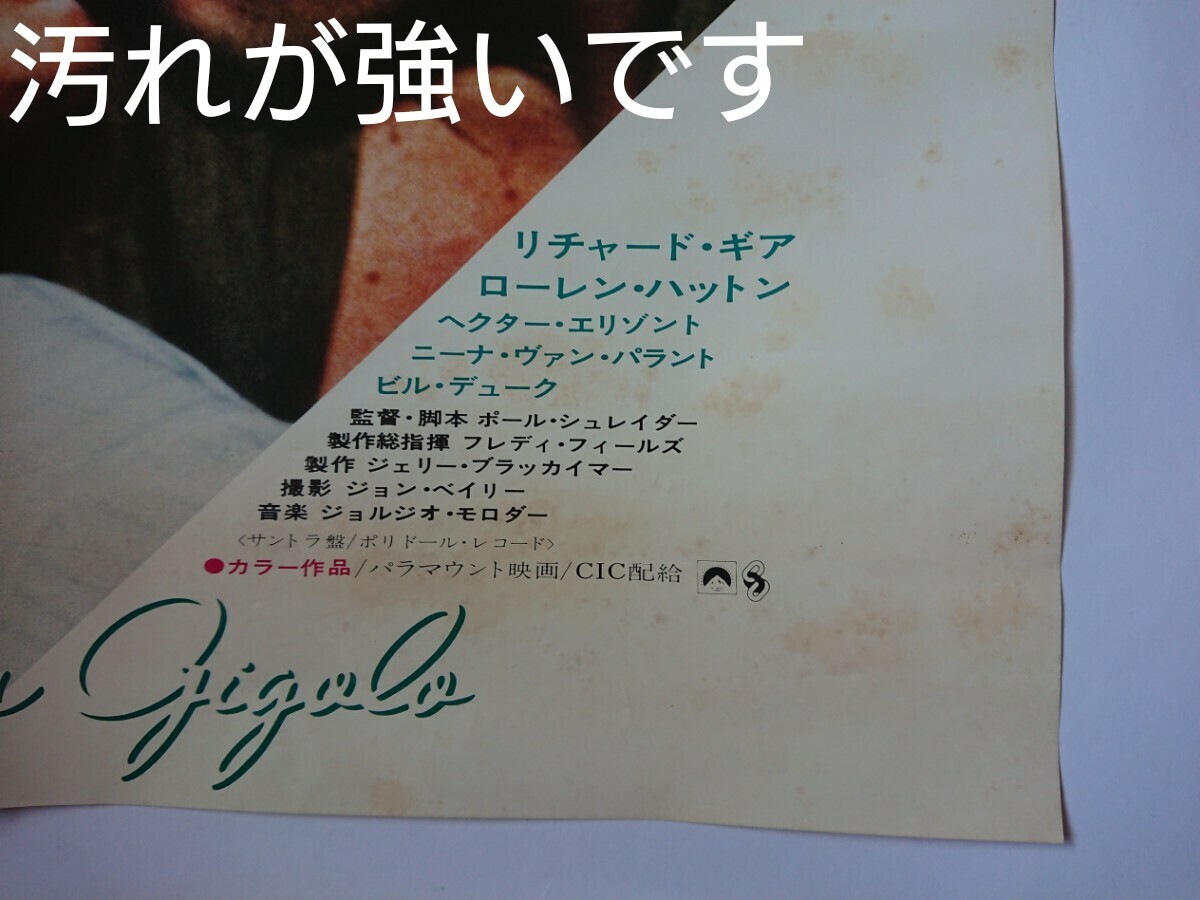 汚れが強いです
リチャード・ギア
ローレン・ハットン
ヘクター・エリゾント
ニーナ・ヴァン・パラント
ビル・デューク
監督・脚本 ポール・シュレイダー
製作総指揮 フレディ・フィールズ
製作 ジェリー・ブラッカイマー
撮影 ジョン・ベイリー
音楽 ジョルジオ・モロダー
〈サントラ盤/ポリドール・レコード〉
●カラー作品/パラマウント映画/CIC配給
Gigolo